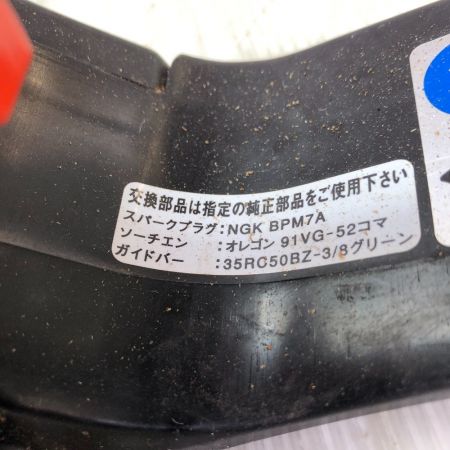 交換部品は指定の純正部品をご使用下さい
スパークプラグ:NGK BPM7A
ソーチエン:オレゴン 91VG-52コマ
ガイドバー:35RC50BZ-3/8グリーン